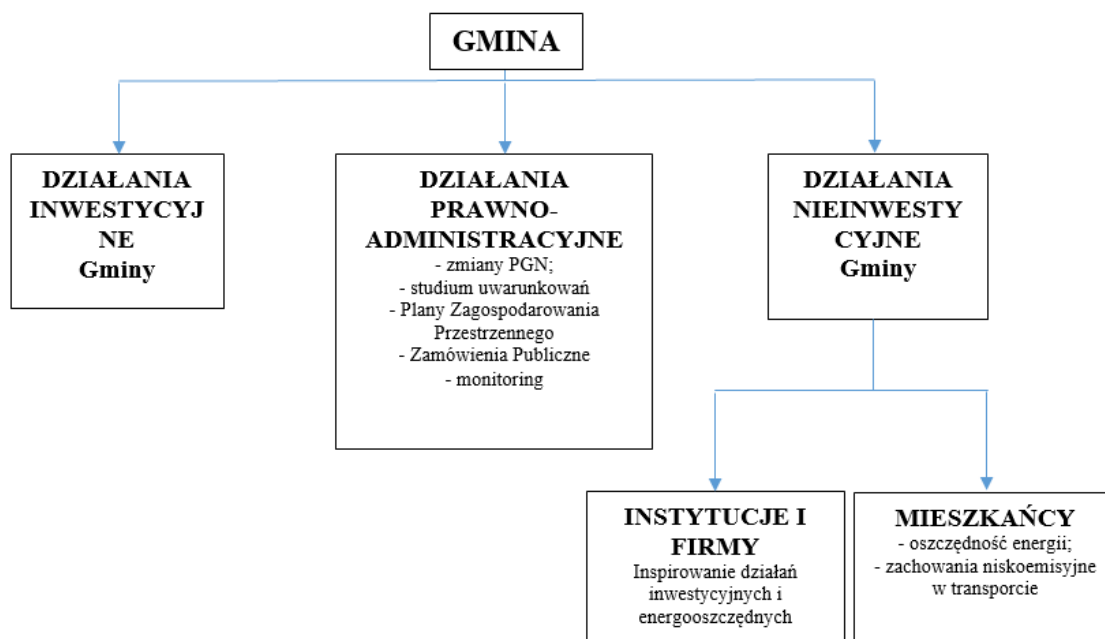 GMINA
DZIAŁANIA
INWESTYCYJ
NE
Gminy
DZIAŁANIA
PRAWNO-
ADMINISTRACYJNE
- zmiany PGN;
- studium uwarunkowań
- Plany Zagospodarowania
Przestrzennego
- Zamówienia Publiczne
- monitoring
DZIAŁANIA
NIEINWESTY
CYJNE
Gminy
INSTYTUCJE I
FIRMY
Inspirowanie działań
inwestycyjnych i
energooszczędnych
MIESZKAŃCY
- oszczędność energii;
- zachowania niskoemisyjne
w transporcie